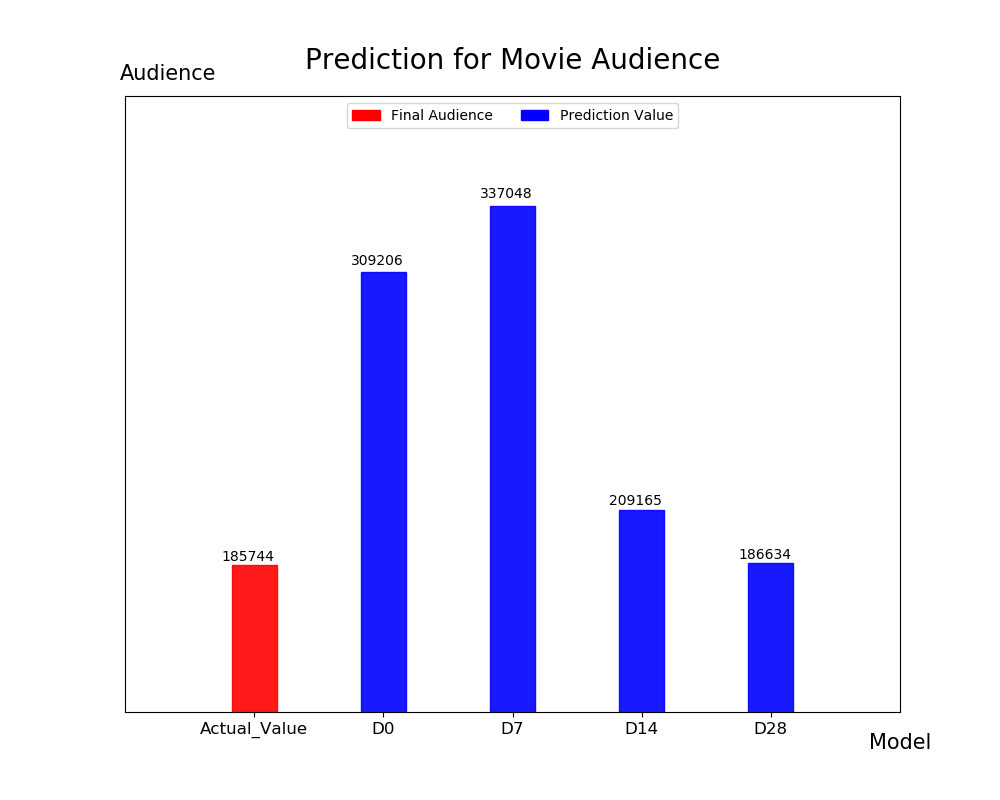 Prediction for Movie Audience
Audience
Final Audience
Prediction Value
337048
309206
209165
185744
186634
Actual_Value
D0
D7
D14
D28
Model